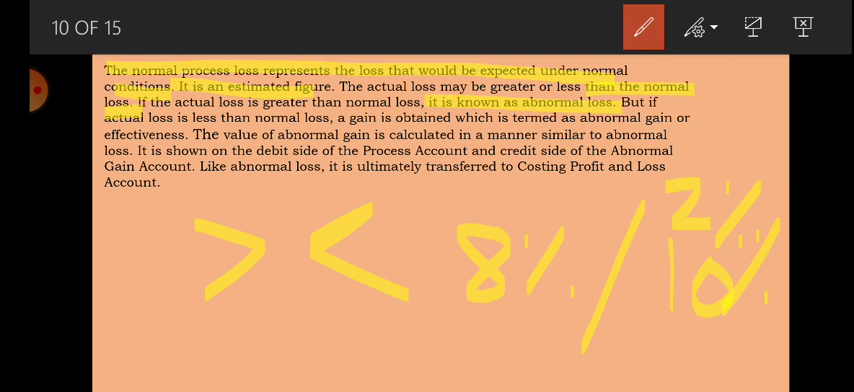 10 OF 15
The normal process loss represents the loss that would be expected under normal
conditions. It is an estimated figure. The actual loss may be greater or less than the normal
loss. If the actual loss is greater than normal loss, it is known as abnormal loss. But if
actual loss is less than normal loss, a gain is obtained which is termed as abnormal gain or
effectiveness. The value of abnormal gain is calculated in a manner similar to abnormal
loss. It is shown on the debit side of the Process Account and credit side of the Abnormal
Gain Account. Like abnormal loss, it is ultimately transferred to Costing Profit and Loss
Account.
2%
> < 8% / 10%